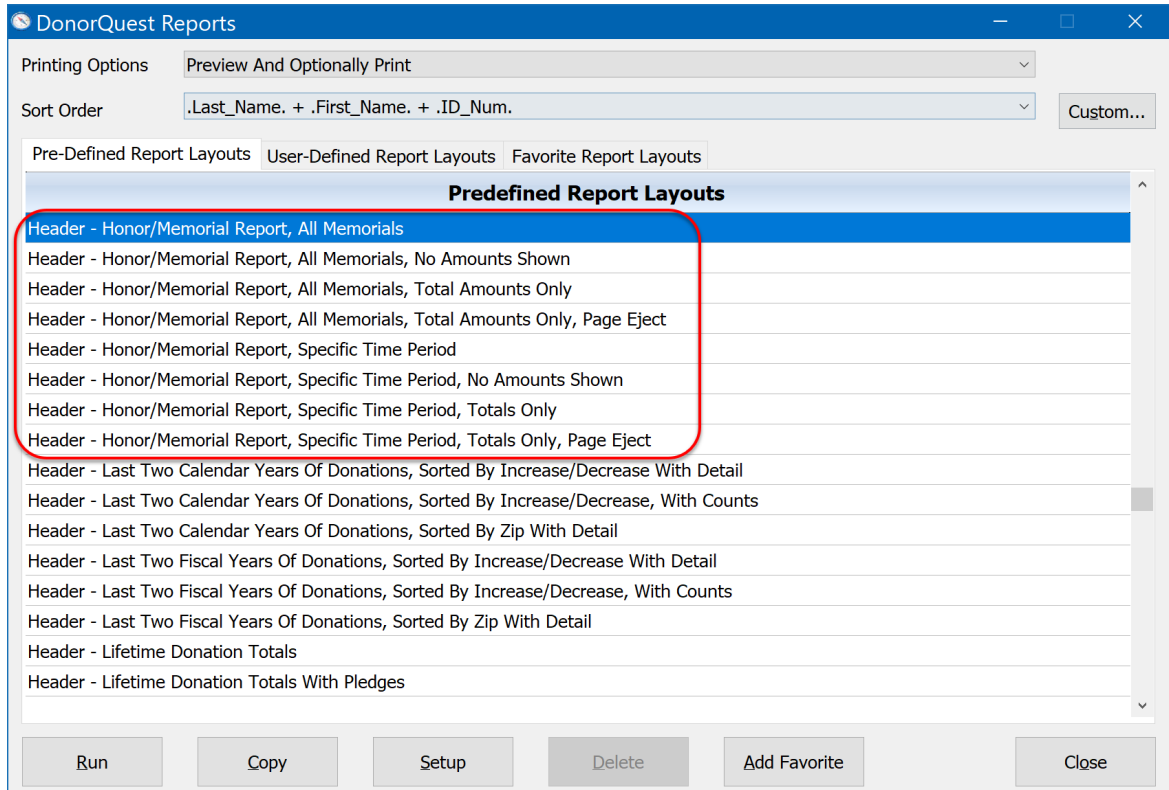 DonorQuest Reports
Printing Options Preview And Optionally Print
Sort Order .Last_Name. + .First_Name. + .ID_Num. Custom...
Pre-Defined Report Layouts User-Defined Report Layouts Favorite Report Layouts
Predefined Report Layouts
Header - Honor/Memorial Report, All Memorials
Header - Honor/Memorial Report, All Memorials, No Amounts Shown
Header - Honor/Memorial Report, All Memorials, Total Amounts Only
Header - Honor/Memorial Report, All Memorials, Total Amounts Only, Page Eject
Header - Honor/Memorial Report, Specific Time Period
Header - Honor/Memorial Report, Specific Time Period, No Amounts Shown
Header - Honor/Memorial Report, Specific Time Period, Totals Only
Header - Honor/Memorial Report, Specific Time Period, Totals Only, Page Eject
Header - Last Two Calendar Years Of Donations, Sorted By Increase/Decrease With Detail
Header - Last Two Calendar Years Of Donations, Sorted By Increase/Decrease, With Counts
Header - Last Two Calendar Years Of Donations, Sorted By Zip With Detail
Header - Last Two Fiscal Years Of Donations, Sorted By Increase/Decrease With Detail
Header - Last Two Fiscal Years Of Donations, Sorted By Increase/Decrease, With Counts
Header - Last Two Fiscal Years Of Donations, Sorted By Zip With Detail
Header - Lifetime Donation Totals
Header - Lifetime Donation Totals With Pledges
Run Copy Setup Delete Add Favorite Close